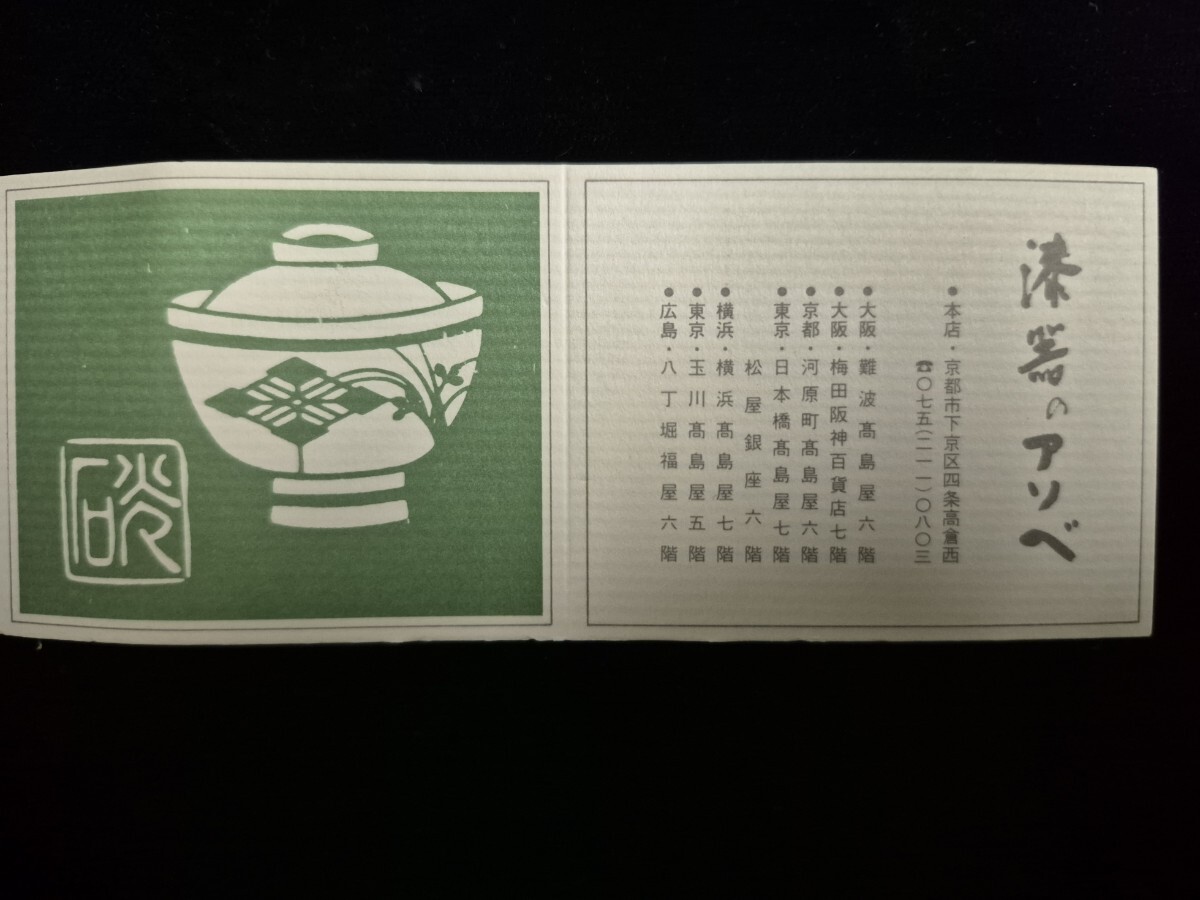 漆器のアソベ
●本店・京都市下京区四条高倉西
☎〇七五(二一一)〇八〇三
●大阪・難波髙島屋六階
●大阪・梅田阪神百貨店七階
●京都・河原町髙島屋六階
●東京・日本橋髙島屋七階
松屋銀座六階
●横浜・横浜髙島屋七階
●東京・玉川髙島屋五階
●広島・八丁堀福屋六階